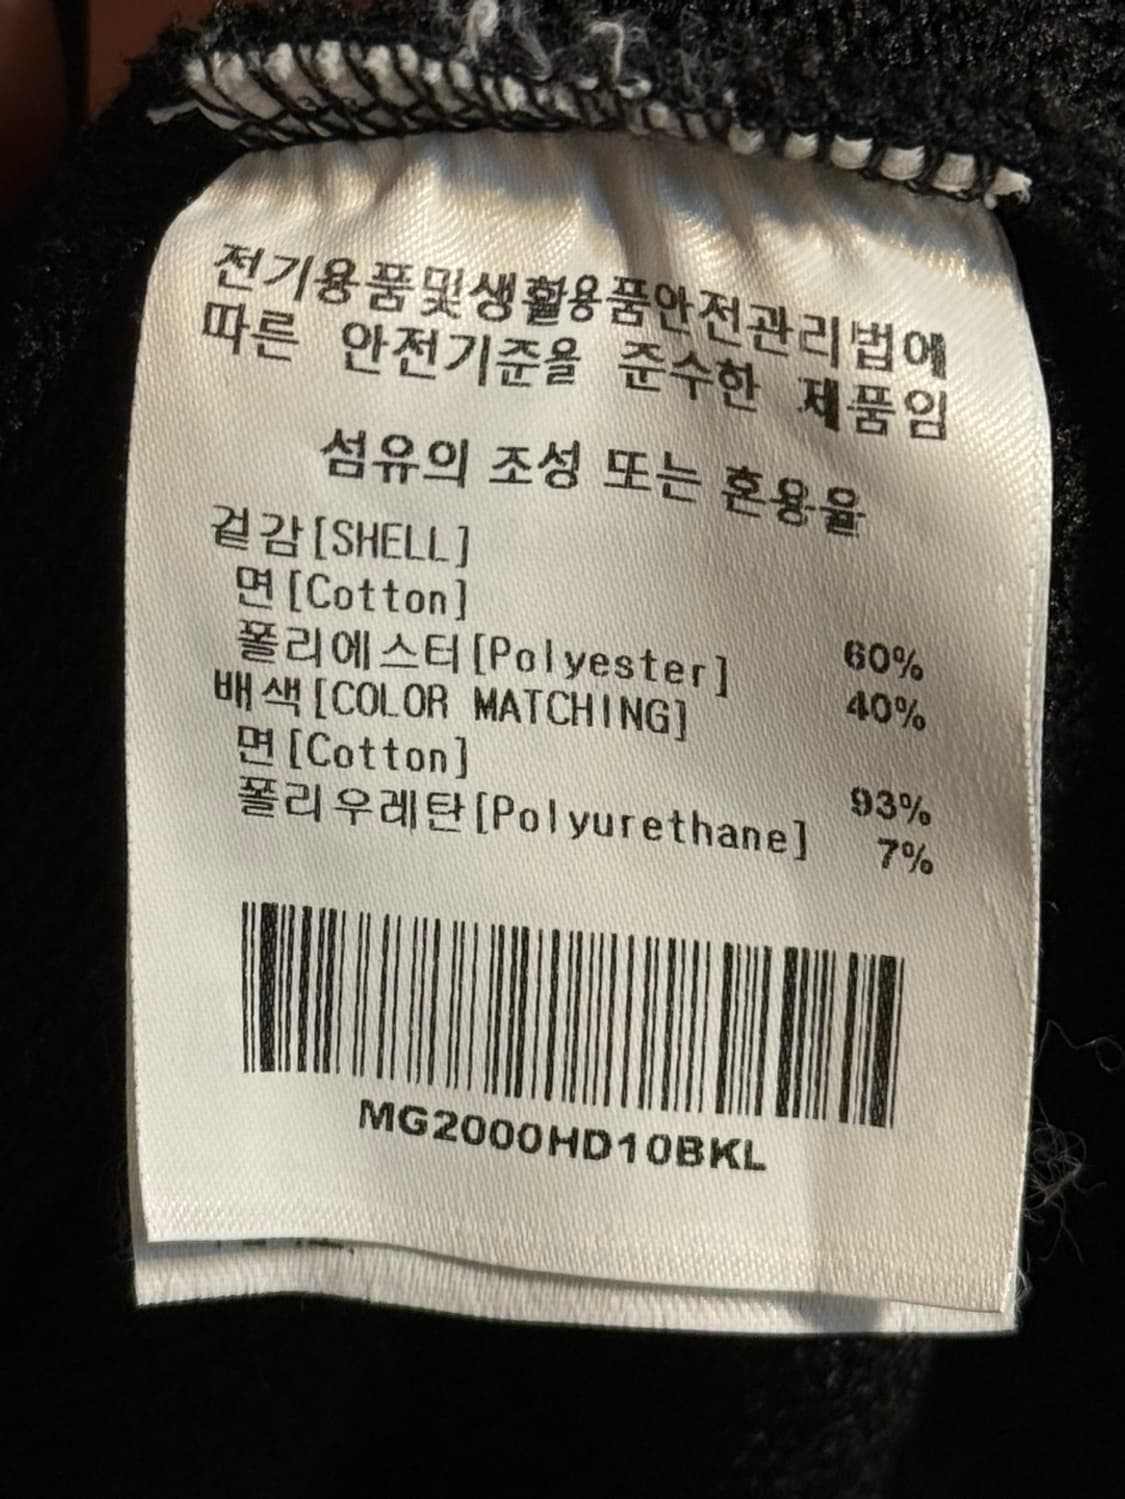 전기용품및생활용품안전관리법에
따른 안전기준을 준수한 제품임
섬유의 조성 또는 혼용율
겉감[SHELL]
면[Cotton] 60%
폴리에스터[Polyester] 40%
배색[COLOR MATCHING]
면[Cotton] 93%
폴리우레탄[Polyurethane] 7%
MG2000HD10BKL